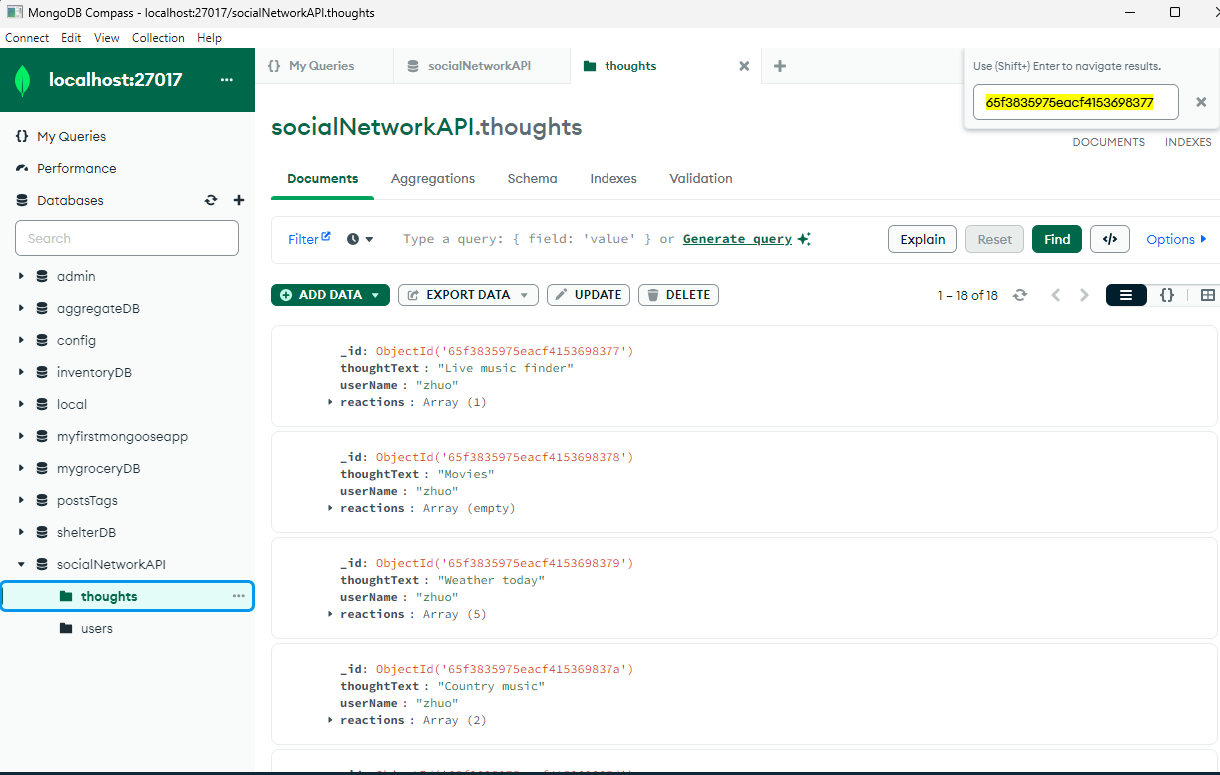 MongoDB Compass - localhost:27017/socialNetworkAPI.thoughts
Connect Edit View Collection Help
localhost:27017 ...
{} My Queries
Performance
Databases
Search
admin
aggregateDB
config
inventoryDB
local
myfirstmongooseapp
mygroceryDB
postsTags
shelterDB
socialNetworkAPI
thoughts ...
users
{} My Queries socialNetworkAPI thoughts
Use (Shift+) Enter to navigate results.
65f3835975eacf4153698377
socialNetworkAPI.thoughts
DOCUMENTS INDEXES
Documents Aggregations Schema Indexes Validation
Filter Type a query: { field: 'value' } or Generate query Explain Reset Find </> Options
ADD DATA EXPORT DATA UPDATE DELETE 1 – 18 of 18 {}
_id: ObjectId('65f3835975eacf4153698377')
thoughtText : "Live music finder"
userName : "zhuo"
reactions : Array (1)
_id: ObjectId('65f3835975eacf4153698378')
thoughtText : "Movies"
userName : "zhuo"
reactions : Array (empty)
_id: ObjectId('65f3835975eacf4153698379')
thoughtText : "Weather today"
userName : "zhuo"
reactions : Array (5)
_id: ObjectId('65f3835975eacf415369837a')
thoughtText : "Country music"
userName : "zhuo"
reactions : Array (2)